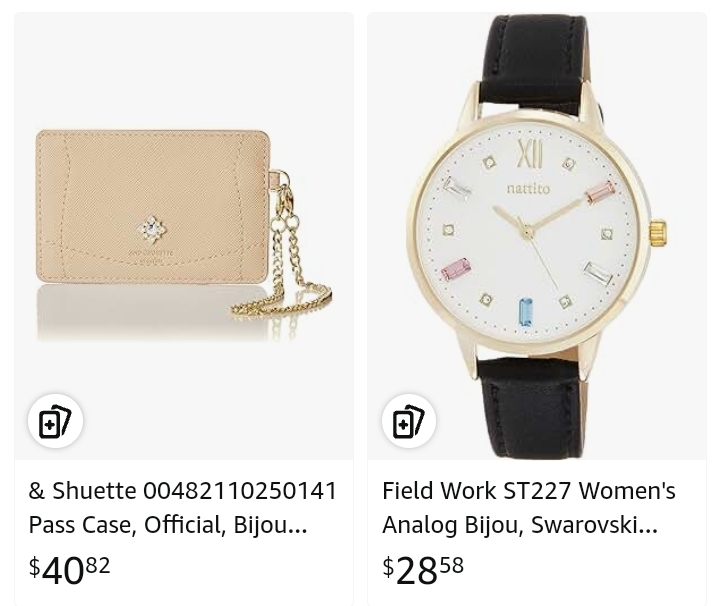 XII
nattito
& Shuette 00482110250141
Pass Case, Official, Bijou...
$40 82
Field Work ST227 Women's
Analog Bijou, Swarovski...
$28 58